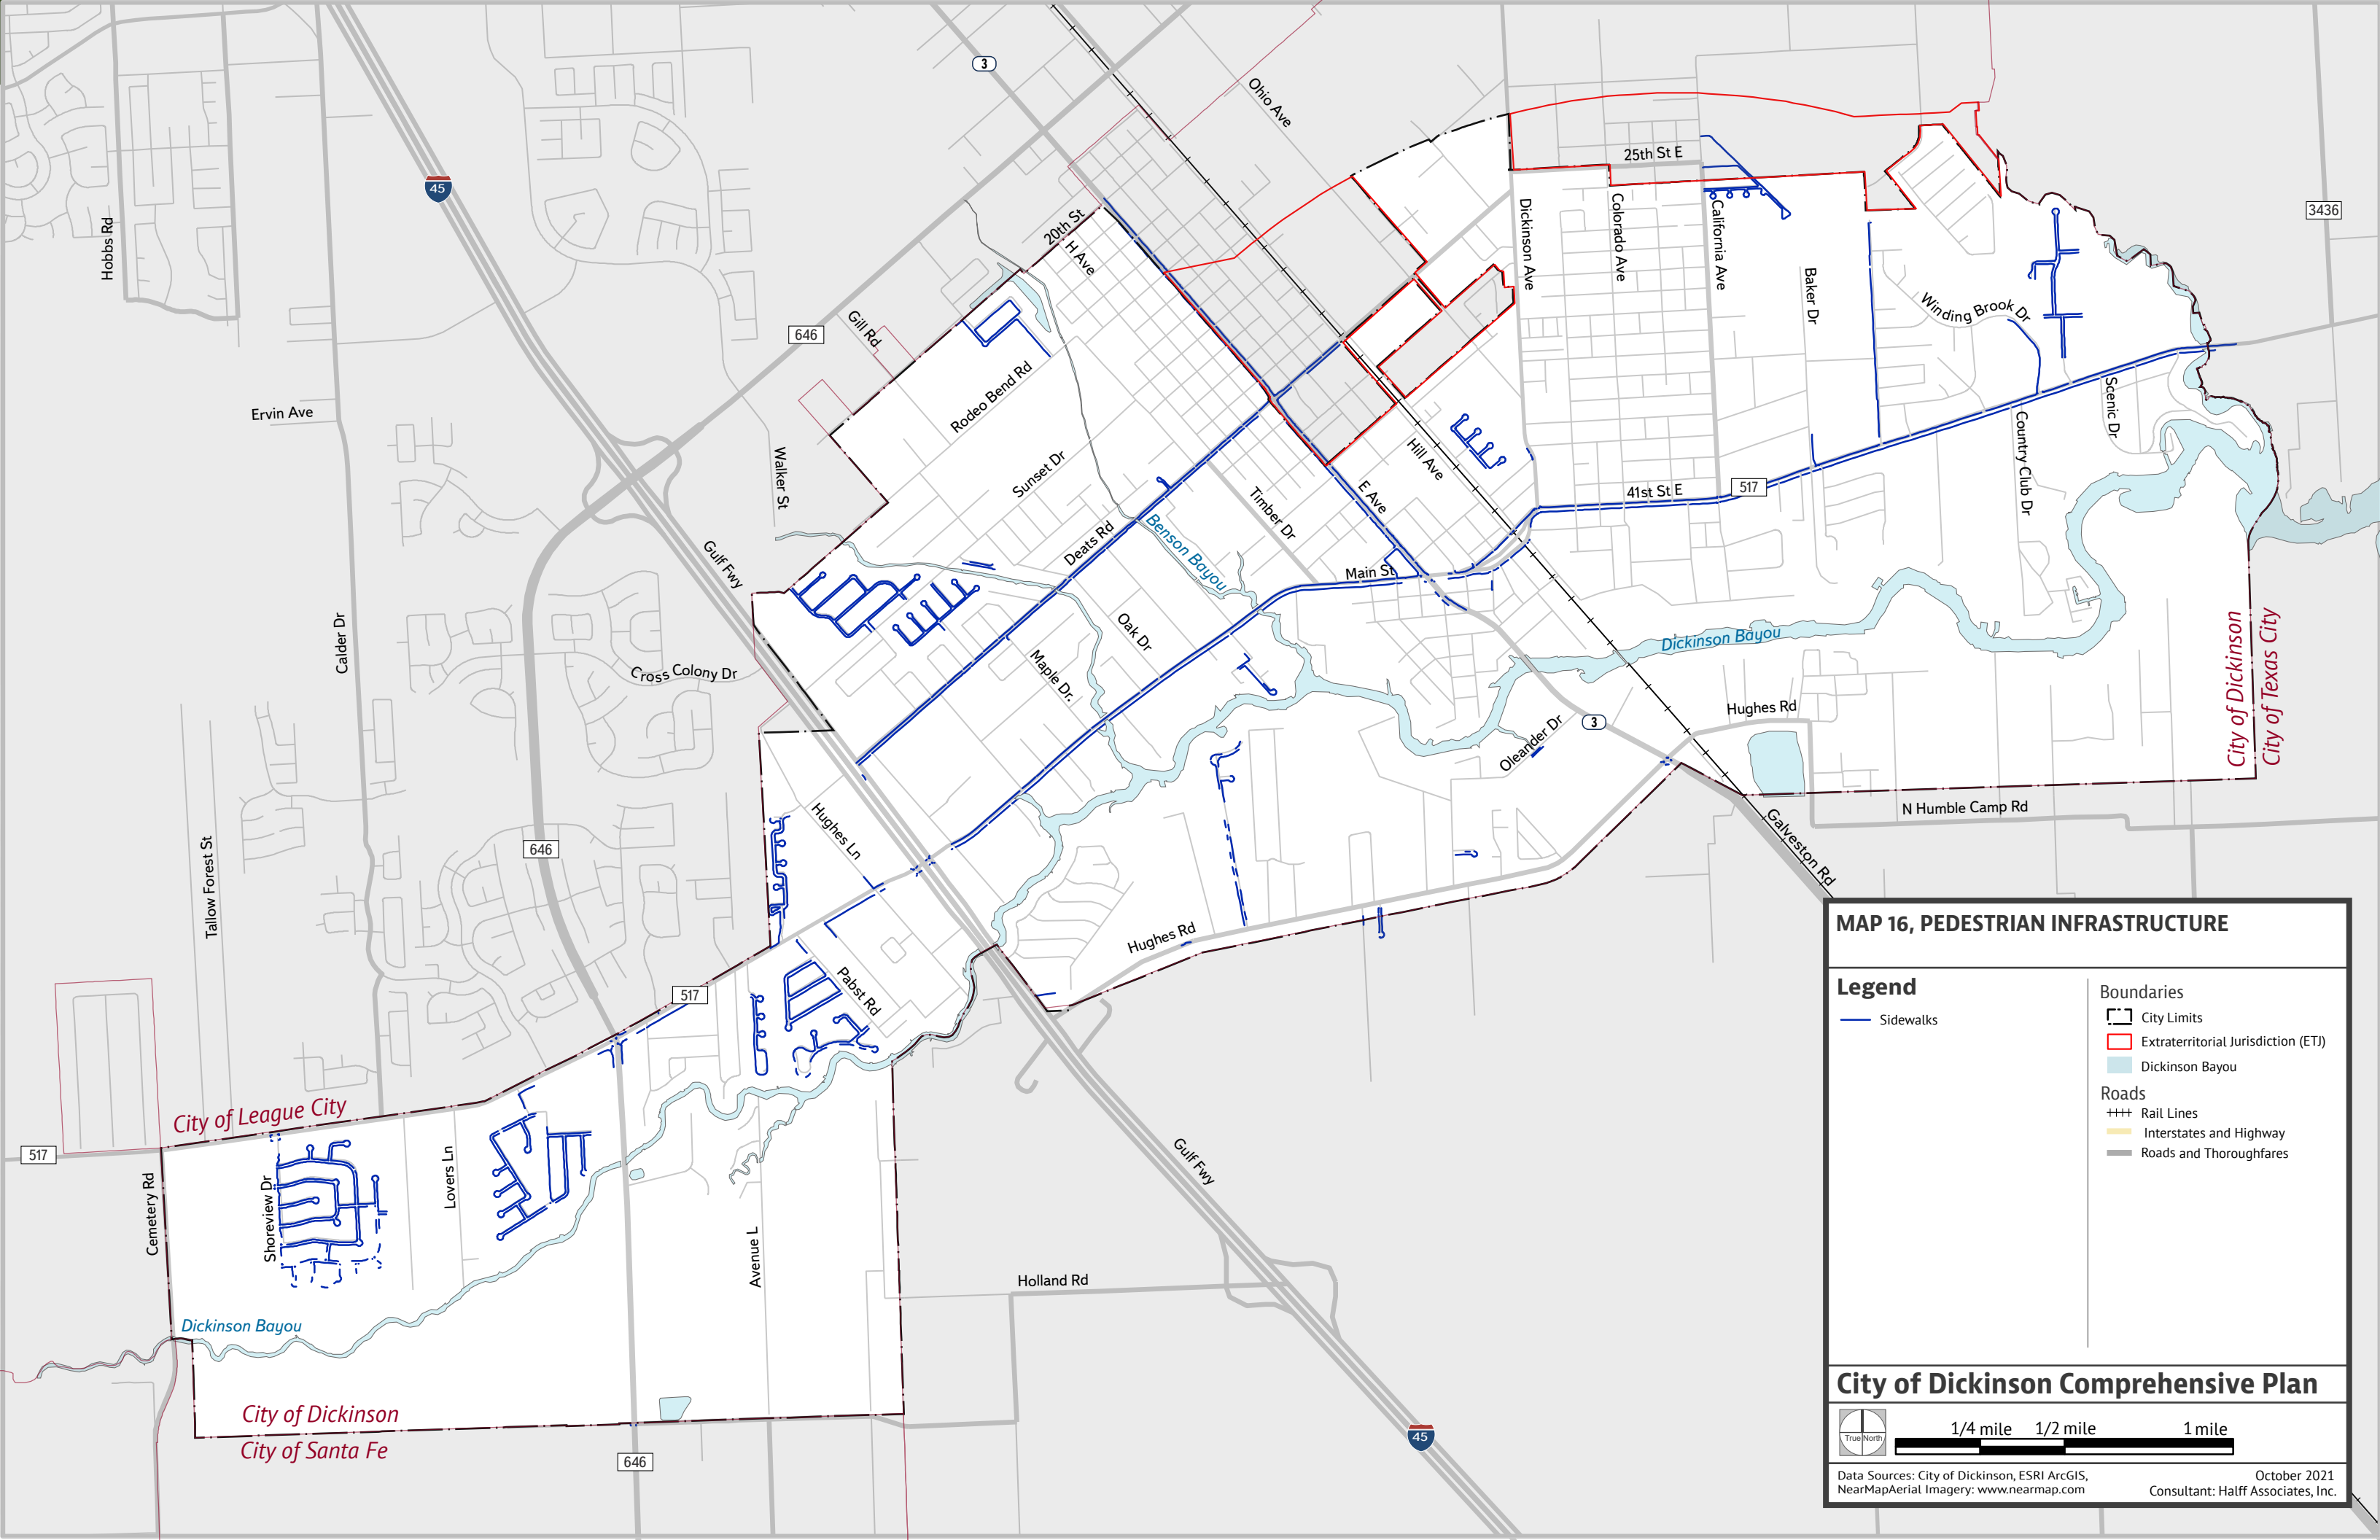 3
Ohio Ave
25th St E
45
Hobbs Rd
20th St
H Ave
Dickinson Ave
Colorado Ave
California Ave
3436
Baker Dr
Winding Brook Dr
646
Gill Rd
Rodeo Bend Rd
Ervin Ave
Scenic Dr
Country Club Dr
Walker St
Sunset Dr
Hill Ave
E Ave
Timber Dr
41st St E
517
Gulf Fwy
Deats Rd
Benson Bayou
Main St
Calder Dr
Oak Dr
Maple Dr.
Cross Colony Dr
Dickinson Bayou
City of Dickinson
City of Texas City
Hughes Rd
3
Oleander Dr
N Humble Camp Rd
Galveston Rd
Hughes Ln
646
Tallow Forest St
Hughes Rd
Pabst Rd
517
City of League City
517
Cemetery Rd
Shoreview Dr
Lovers Ln
Avenue L
Gulf Fwy
Holland Rd
Dickinson Bayou
City of Dickinson
City of Santa Fe
646
45
MAP 16, PEDESTRIAN INFRASTRUCTURE
Legend
Sidewalks
Boundaries
City Limits
Extraterritorial Jurisdiction (ETJ)
Dickinson Bayou
Roads
Rail Lines
Interstates and Highway
Roads and Thoroughfares
City of Dickinson Comprehensive Plan
True North
1/4 mile 1/2 mile 1 mile
Data Sources: City of Dickinson, ESRI ArcGIS,
NearMapAerial Imagery: www.nearmap.com
October 2021
Consultant: Halff Associates, Inc.